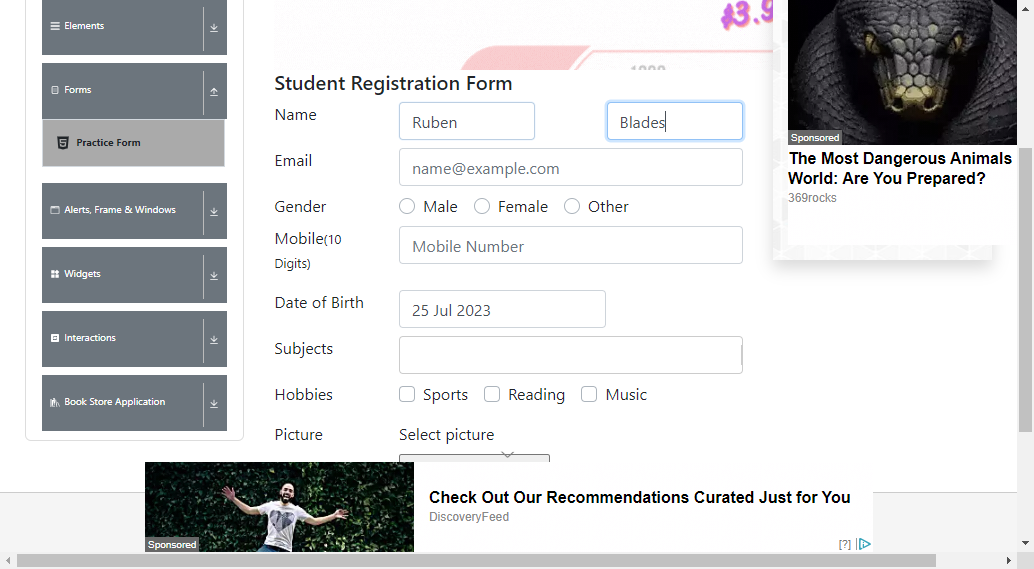 Elements
Forms
Practice Form
Alerts, Frame & Windows
Widgets
Interactions
Book Store Application
$3.9
Student Registration Form
Name
Ruben
Blades
Email
name@example.com
Gender
Male
Female
Other
Mobile(10
Digits)
Mobile Number
Date of Birth
25 Jul 2023
Subjects
Hobbies
Sports
Reading
Music
Picture
Select picture
Sponsored
The Most Dangerous Animals
World: Are You Prepared?
369rocks
Sponsored
Check Out Our Recommendations Curated Just for You
DiscoveryFeed
[?]